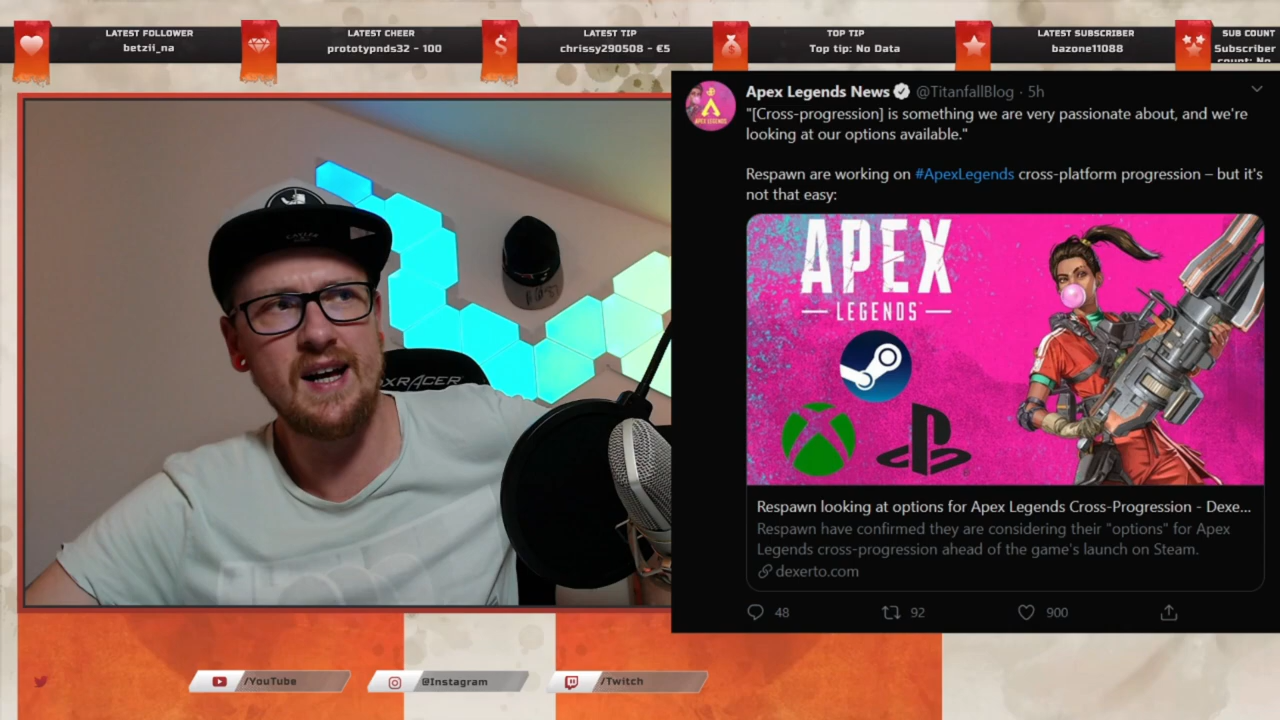 LATEST FOLLOWER
betzii_na
LATEST CHEER
prototypnds32 - 100
LATEST TIP
chrissy290508 - €5
TOP TIP
Top tip: No Data
LATEST SUBSCRIBER
bazone11088
SUB COUNT
Subscriber
count: No
Apex Legends News @TitanfallBlog · 5h
"[Cross-progression] is something we are very passionate about, and we're
looking at our options available."
Respawn are working on #ApexLegends cross-platform progression – but it's
not that easy:
APEX
LEGENDS
Respawn looking at options for Apex Legends Cross-Progression - Dexe...
Respawn have confirmed they are considering their "options" for Apex
Legends cross-progression ahead of the game's launch on Steam.
dexerto.com
48
92
900
DXRACER
/YouTube
@Instagram
/Twitch